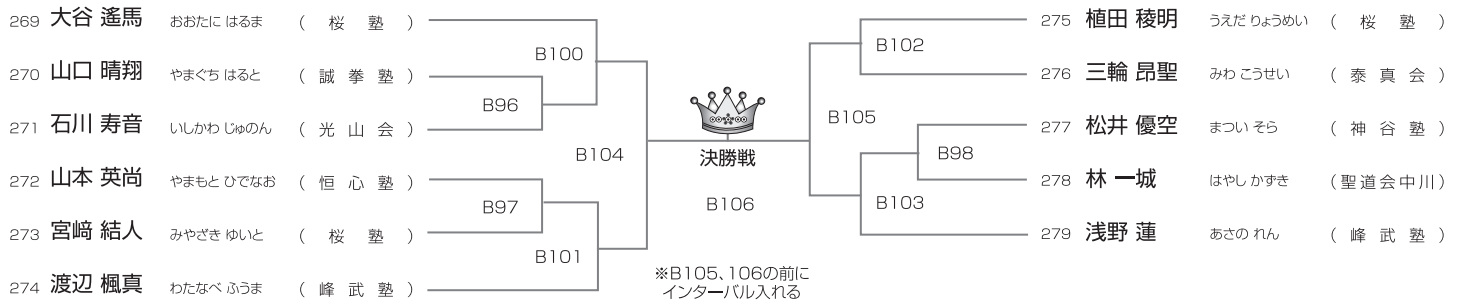 269 大谷 遙馬 おおたに はるま （ 桜 塾 ）
270 山口 晴翔 やまぐち はると （ 誠 拳 塾 ）
271 石川 寿音 いしかわ じゅのん （ 光 山 会 ）
272 山本 英尚 やまもと ひでなお （ 恒 心 塾 ）
273 宮﨑 結人 みやざき ゆいと （ 桜 塾 ）
274 渡辺 楓真 わたなべ ふうま （ 峰 武 塾 ）
B100
B96
B104
B97
B101
決勝戦
B106
※B105、106の前に
インターバル入れる
B102
B105
B98
B103
275 植田 稜明 うえだ りょうめい （ 桜 塾 ）
276 三輪 昂聖 みわ こうせい （ 泰 真 会 ）
277 松井 優空 まつい そら （ 神 谷 塾 ）
278 林 一城 はやし かずき （聖道会中川）
279 浅野 蓮 あさの れん （ 峰 武 塾 ）